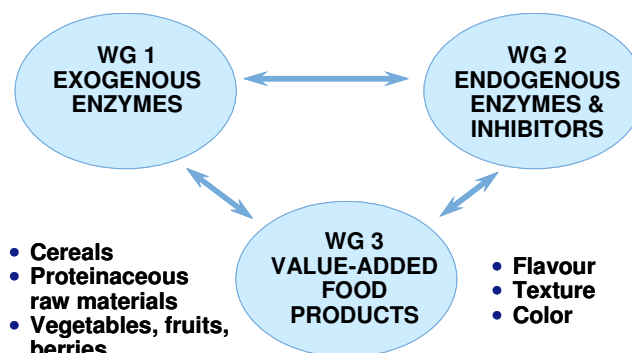 WG 1
EXOGENOUS
ENZYMES
WG 2
ENDOGENOUS
ENZYMES &
INHIBITORS
WG 3
VALUE-ADDED
FOOD
PRODUCTS
• Cereals
• Proteinaceous
raw materials
• Vegetables, fruits,
berries
• Flavour
• Texture
• Color